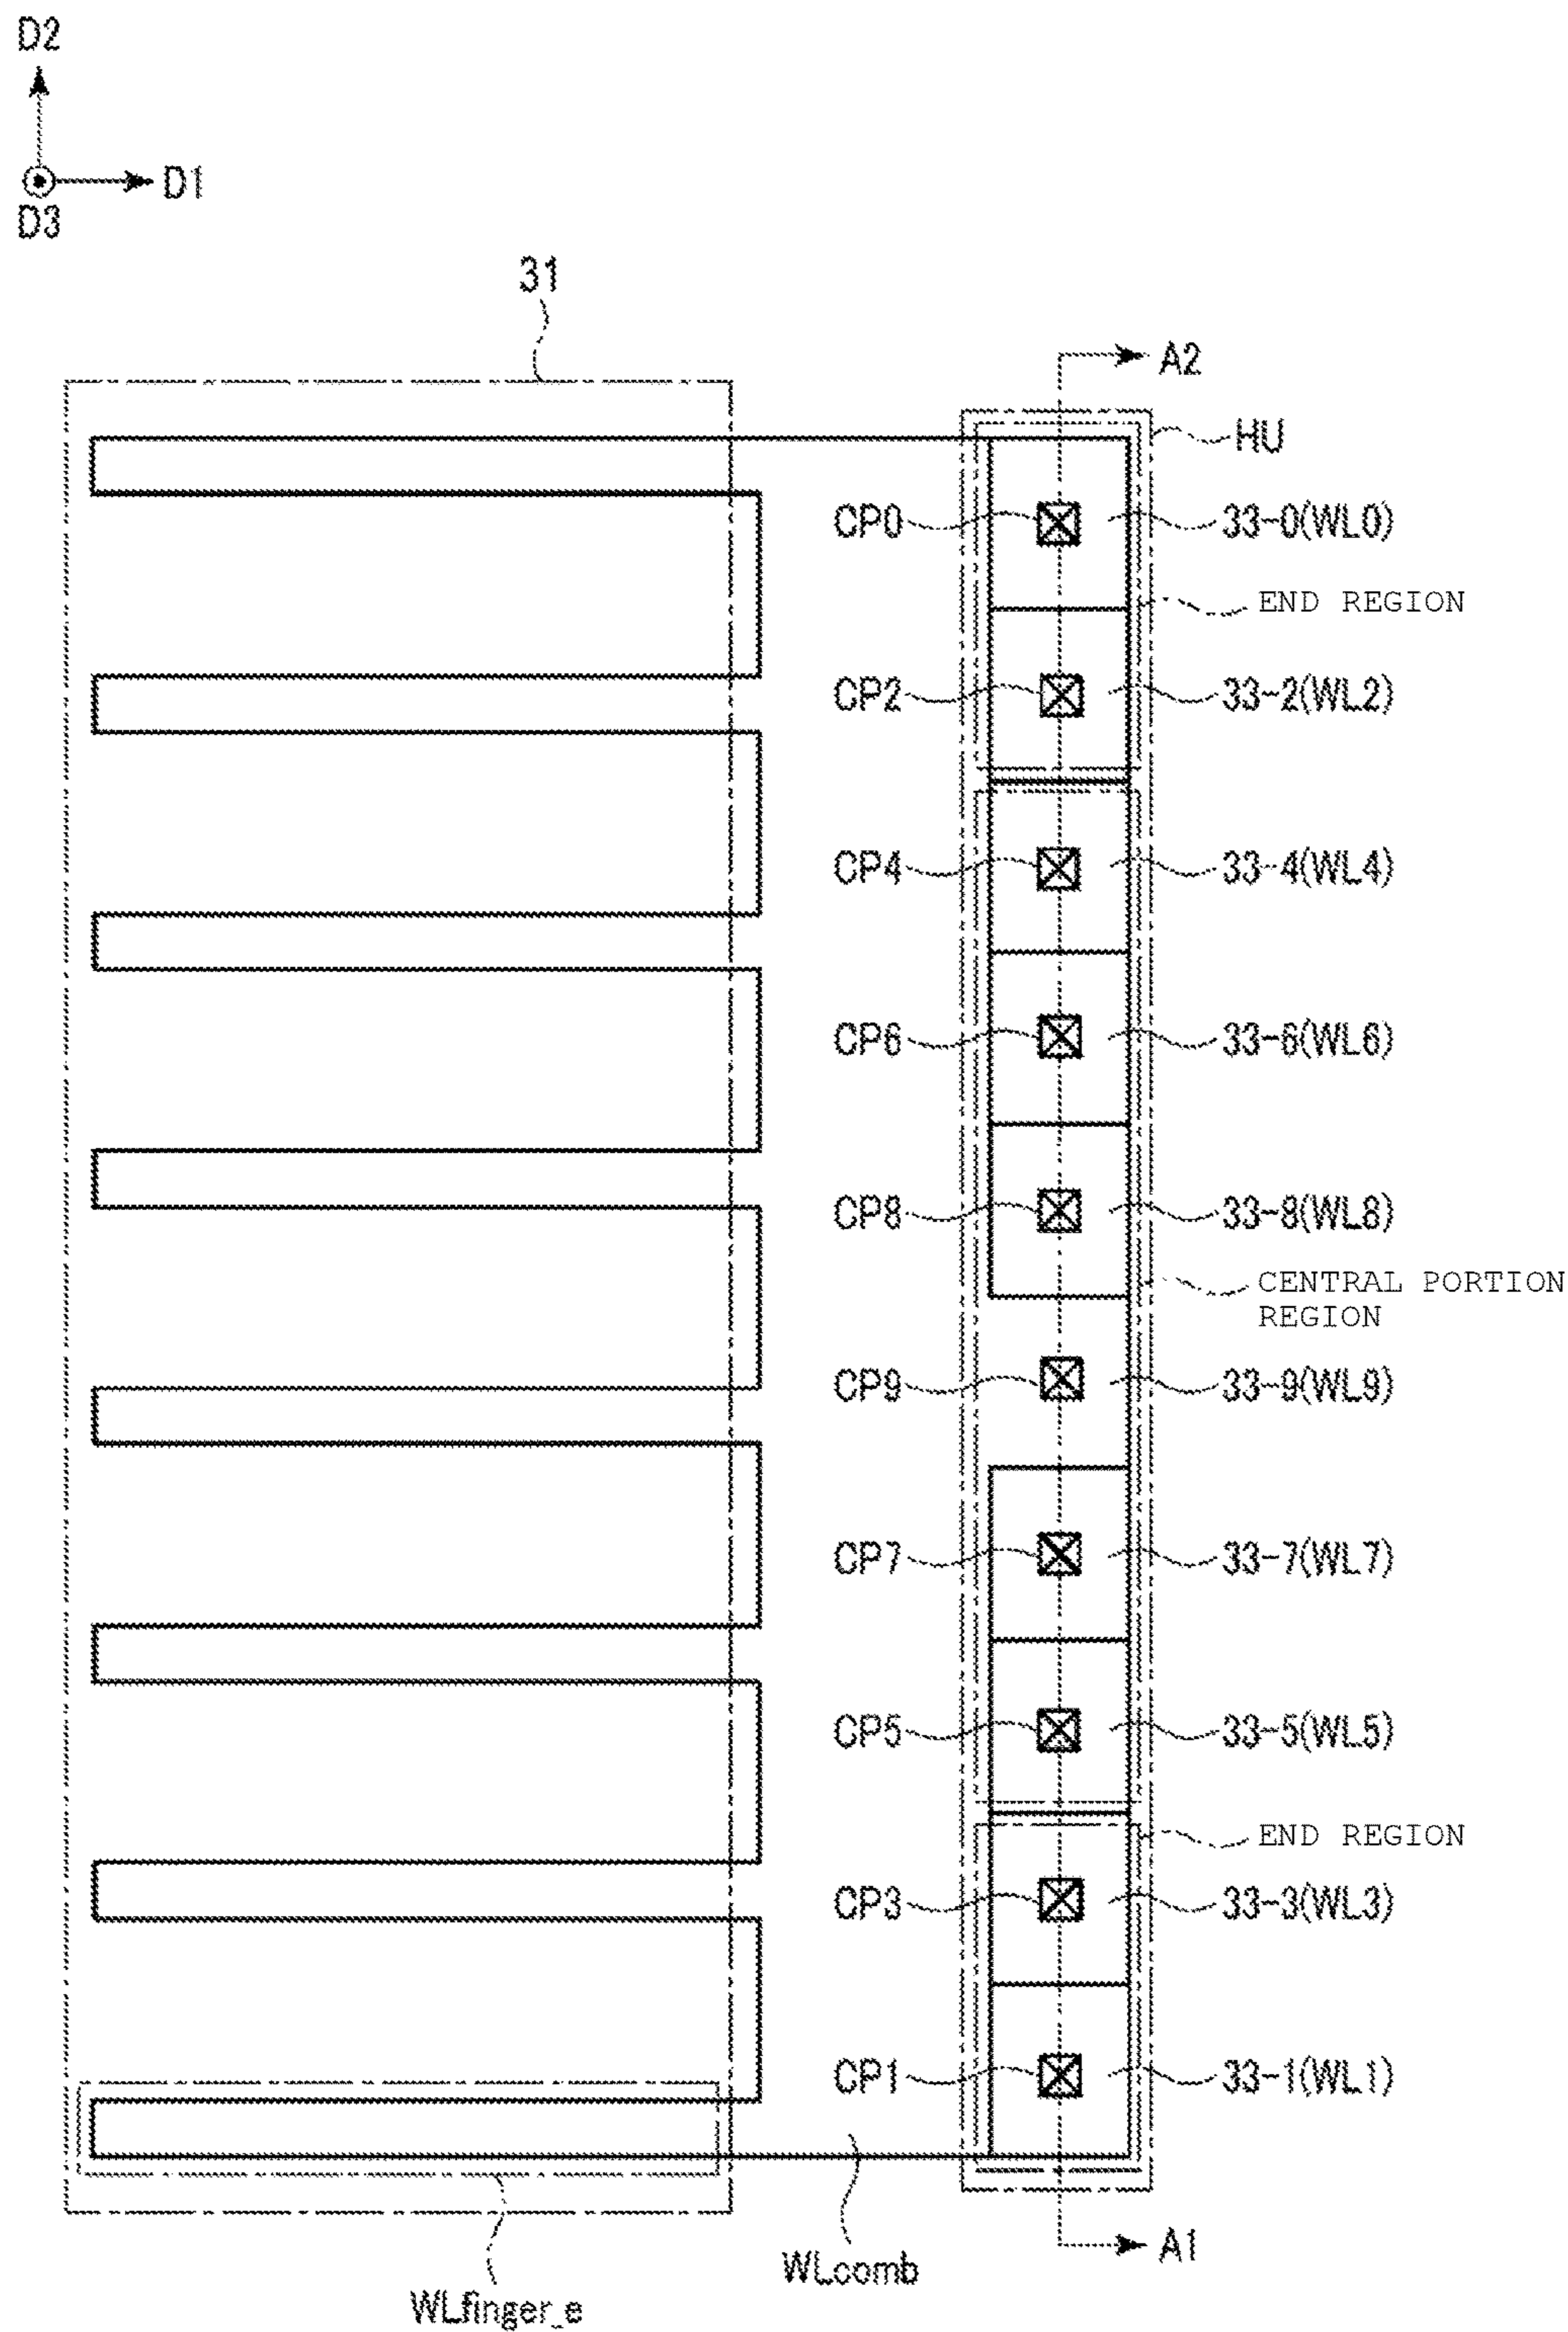 D2
D1
D3
31
A2
HU
CP0
33-0(WL0)
END REGION
CP2
33-2(WL2)
CP4
33-4(WL4)
CP6
33-6(WL6)
CP8
33-8(WL8)
CENTRAL PORTION
REGION
CP9
33-9(WL9)
CP7
33-7(WL7)
CP5
33-5(WL5)
END REGION
CP3
33-3(WL3)
CP1
33-1(WL1)
A1
WLcomb
WLfinger_e